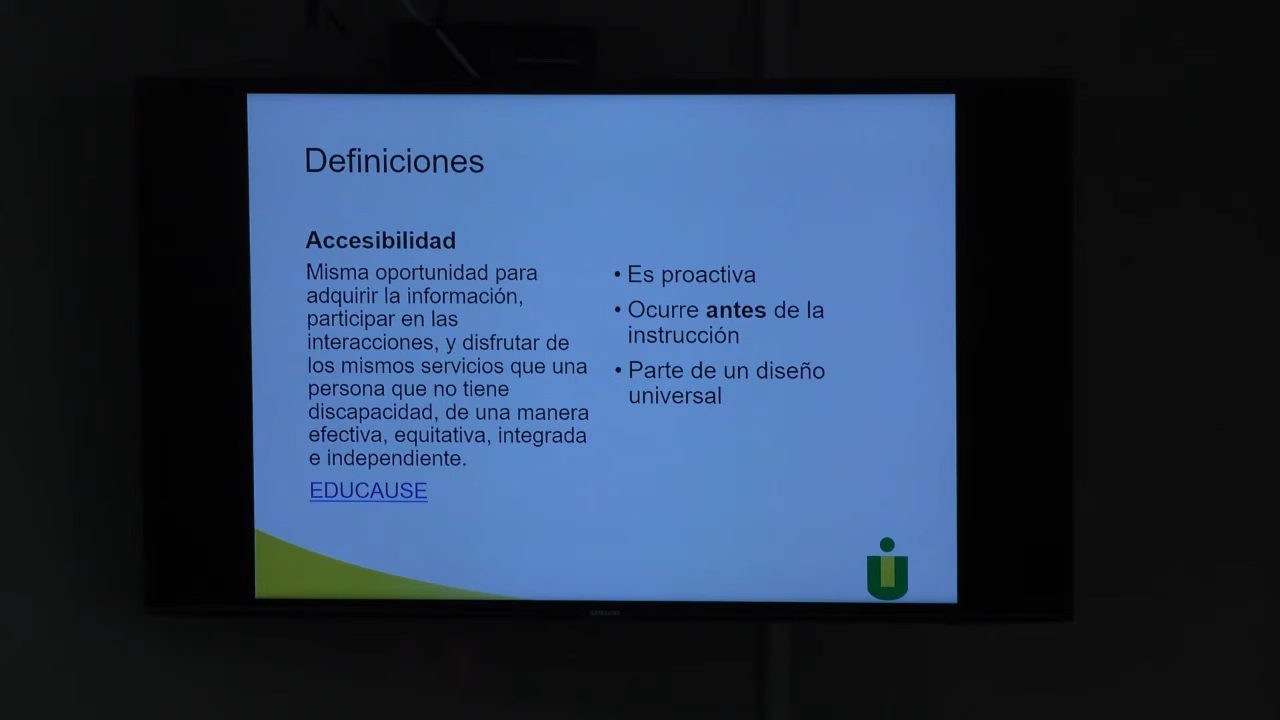 Definiciones
Accesibilidad
Misma oportunidad para
adquirir la información,
participar en las
interacciones, y disfrutar de
los mismos servicios que una
persona que no tiene
discapacidad, de una manera
efectiva, equitativa, integrada
e independiente.
EDUCAUSE
• Es proactiva
• Ocurre antes de la
instrucción
• Parte de un diseño
universal
SAMSUNG